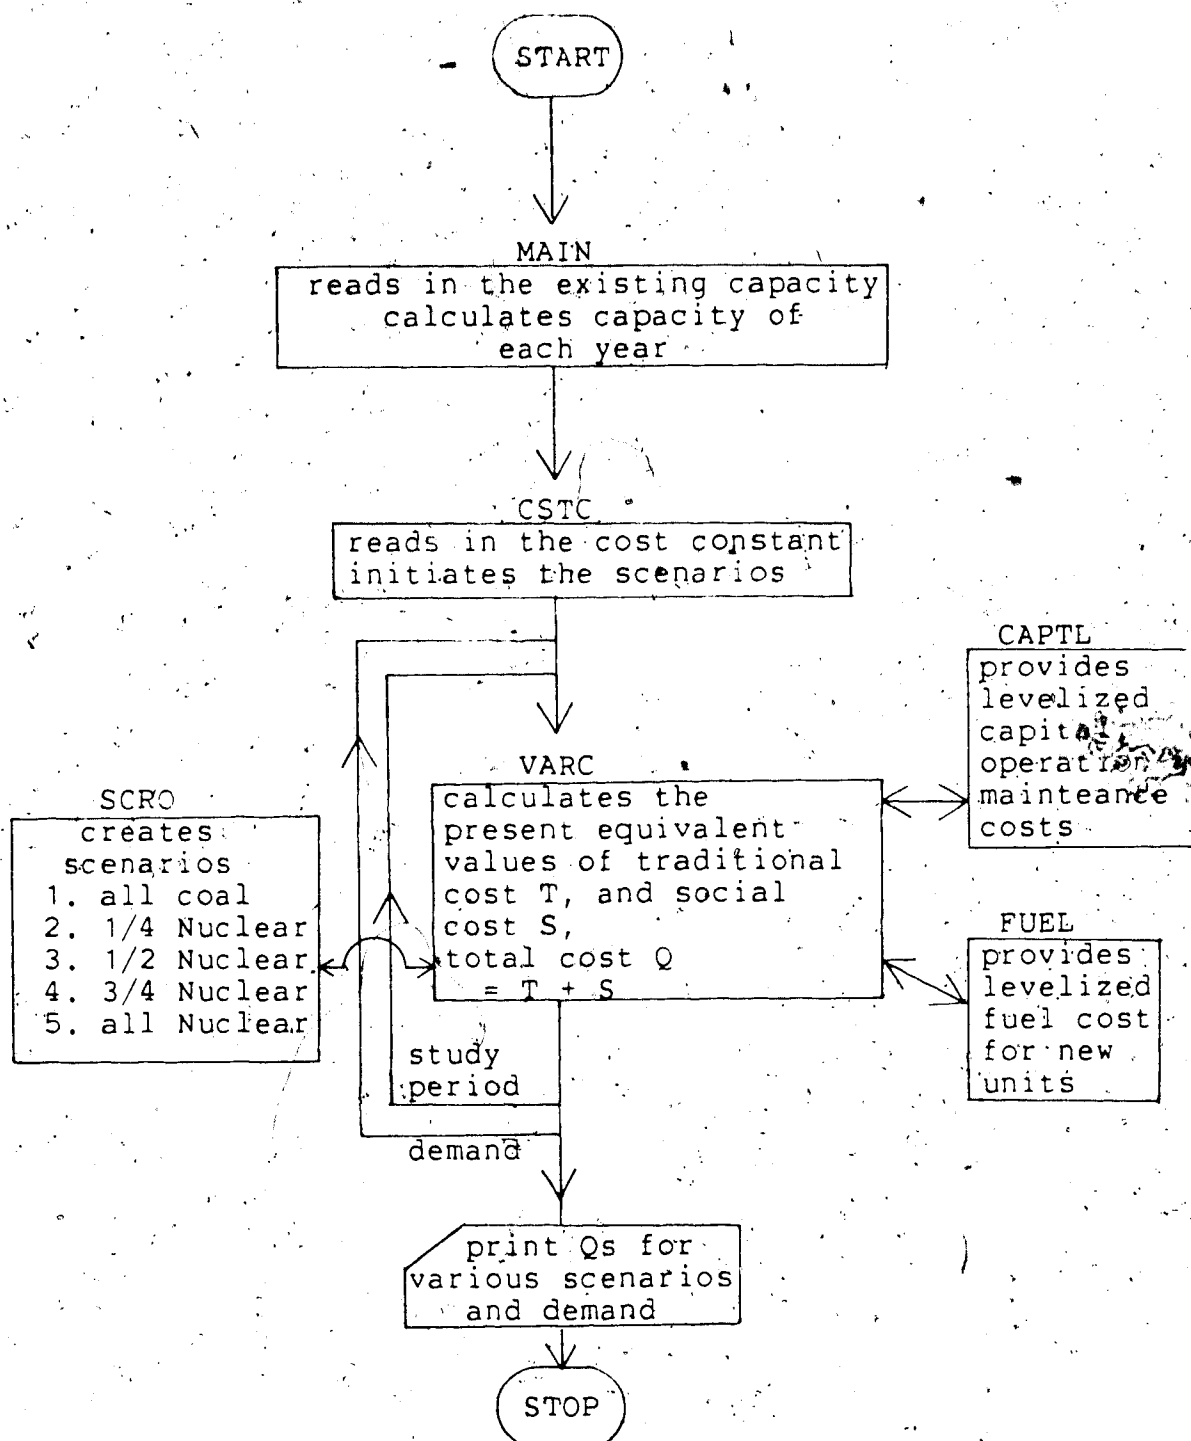 START
MAIN
reads in the existing capacity
calculates capacity of
each year
CSTC
reads in the cost constant
initiates the scenarios
CAPTL
provides
levelized
capital
operation
mainteance
costs
VARC
calculates the
present equivalent
values of traditional
cost T, and social
cost S,
total cost Q
= T + S
SCRO
creates
scenarios
1. all coal
2. 1/4 Nuclear
3. 1/2 Nuclear
4. 3/4 Nuclear
5. all Nuclear
FUEL
provides
levelized
fuel cost
for new
units
study
period
demand
print Qs for
various scenarios
and demand
STOP